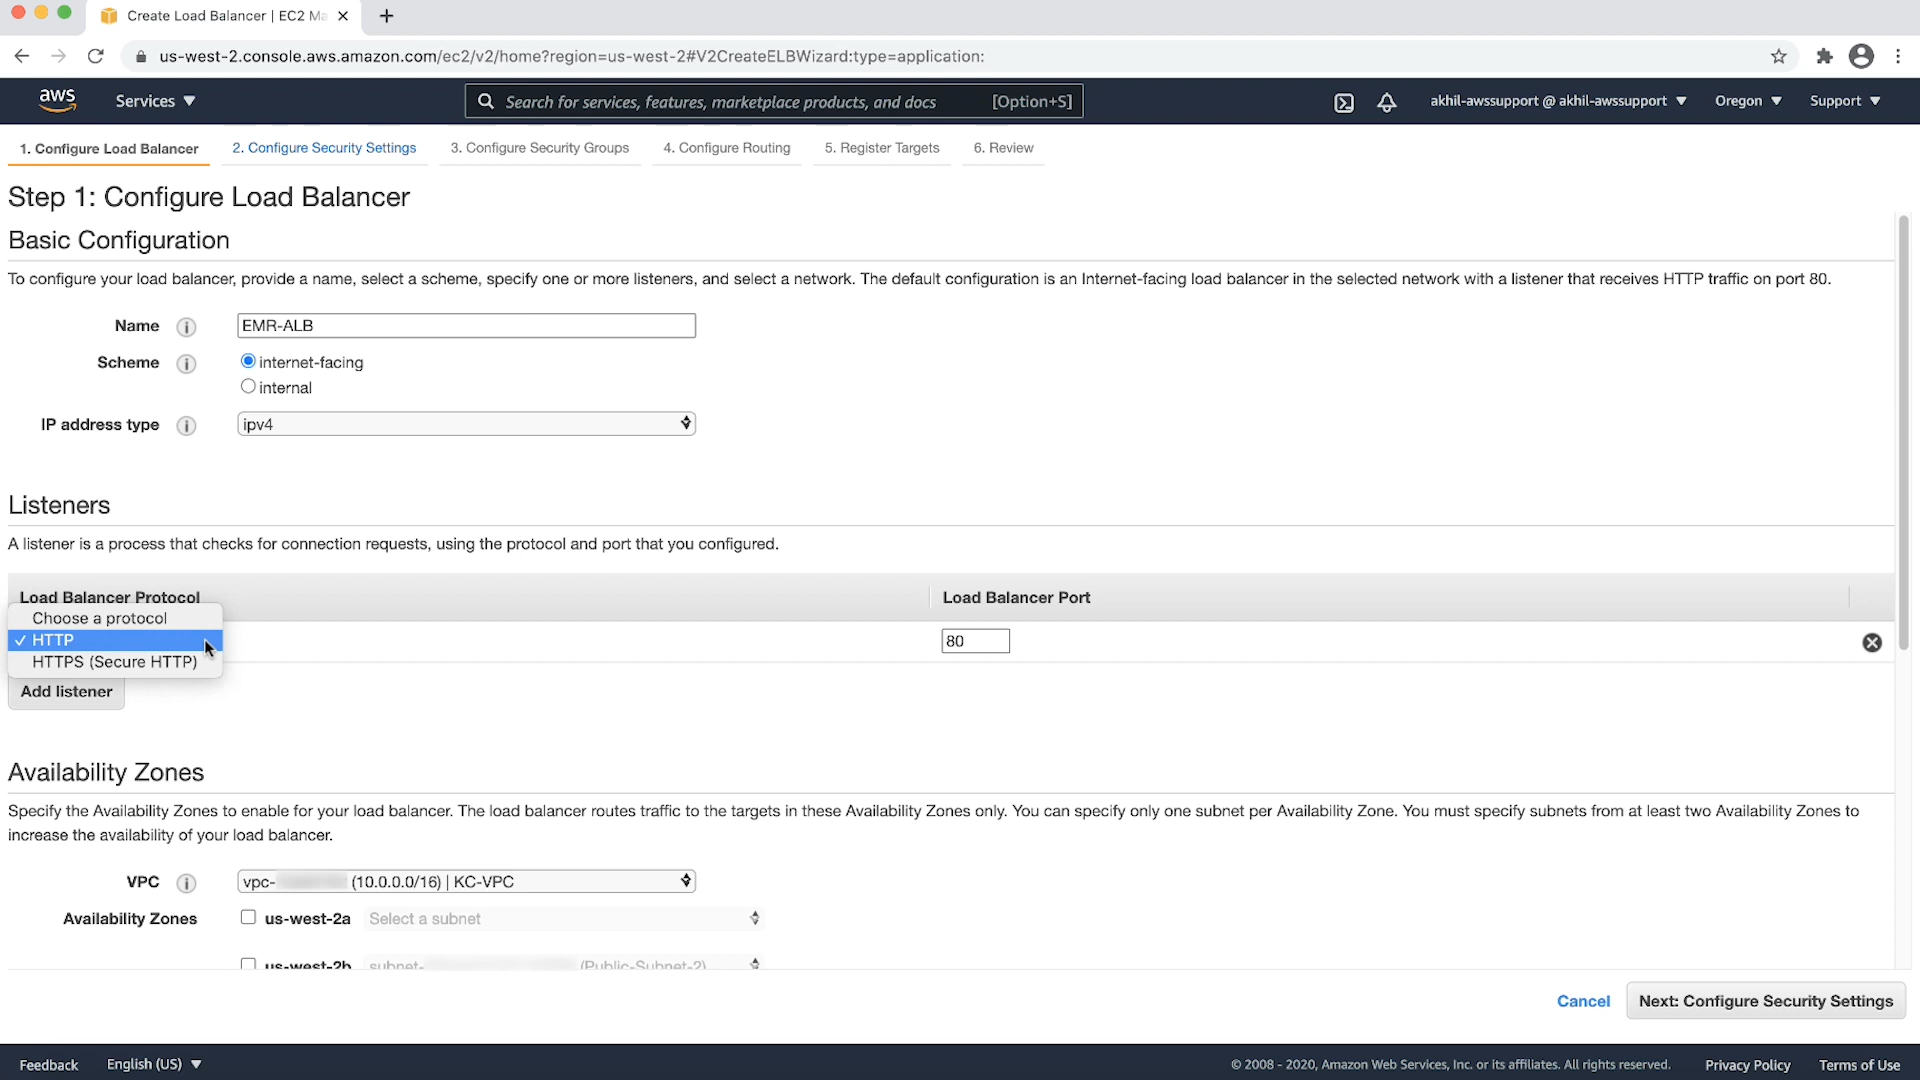 Create Load Balancer | EC2 Ma
us-west-2.console.aws.amazon.com/ec2/v2/home?region=us-west-2#V2CreateELBWizard:type=application:
aws Services Search for services, features, marketplace products, and docs [Option+S] akhil-awssupport @ akhil-awssupport Oregon Support
1. Configure Load Balancer 2. Configure Security Settings 3. Configure Security Groups 4. Configure Routing 5. Register Targets 6. Review
Step 1: Configure Load Balancer
Basic Configuration
To configure your load balancer, provide a name, select a scheme, specify one or more listeners, and select a network. The default configuration is an Internet-facing load balancer in the selected network with a listener that receives HTTP traffic on port 80.
Name i EMR-ALB
Scheme i internet-facing
internal
IP address type i ipv4
Listeners
A listener is a process that checks for connection requests, using the protocol and port that you configured.
Load Balancer Protocol Load Balancer Port
Choose a protocol
HTTP 80
HTTPS (Secure HTTP)
Add listener
Availability Zones
Specify the Availability Zones to enable for your load balancer. The load balancer routes traffic to the targets in these Availability Zones only. You can specify only one subnet per Availability Zone. You must specify subnets from at least two Availability Zones to
increase the availability of your load balancer.
VPC i vpc- (10.0.0.0/16) | KC-VPC
Availability Zones us-west-2a Select a subnet
us-west-2b subnet- (Public-Subnet-2)
Cancel Next: Configure Security Settings
Feedback English (US) © 2008 - 2020, Amazon Web Services, Inc. or its affiliates. All rights reserved. Privacy Policy Terms of Use